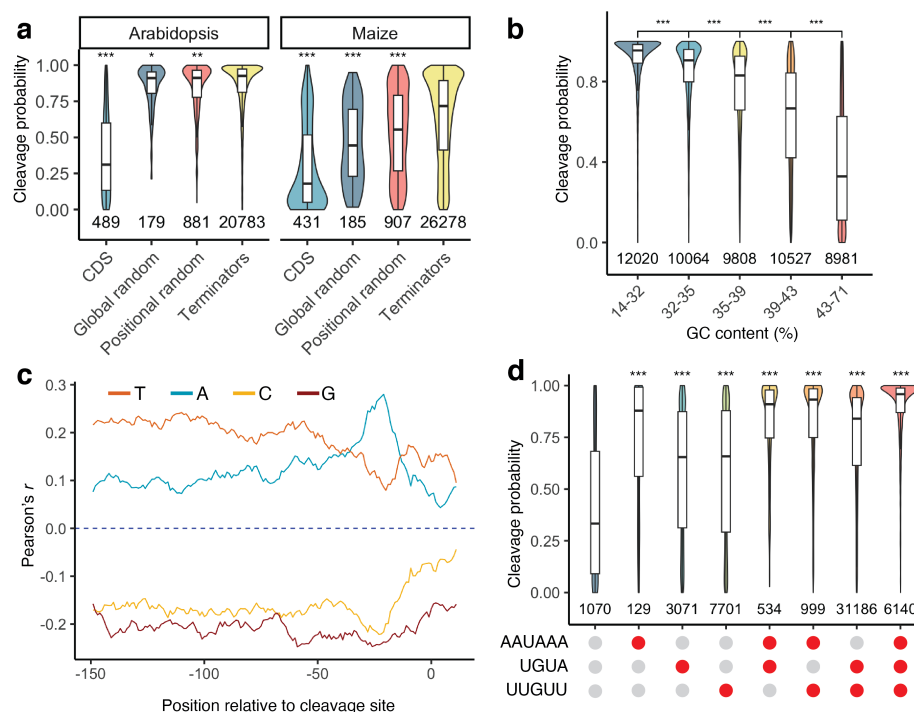 a
Arabidopsis
Maize
*** * ** *** *** ***
Cleavage probability
1.00
0.75
0.50
0.25
0.00
489 179 881 20783 431 185 907 26278
CDS
Global random
Positional random
Terminators
CDS
Global random
Positional random
Terminators
b
*** *** *** ***
Cleavage probability
0.8
0.4
0.0
12020 10064 9808 10527 8981
14-32 32-35 35-39 39-43 43-71
GC content (%)
c
T A C G
Pearson's r
0.3
0.2
0.1
0.0
-0.1
-0.2
-150 -100 -50 0
Position relative to cleavage site
d
*** *** *** *** *** *** ***
Cleavage probability
1.00
0.75
0.50
0.25
0.00
1070 129 3071 7701 534 999 31186 6140
AAUAAA
UGUA
UUGUU